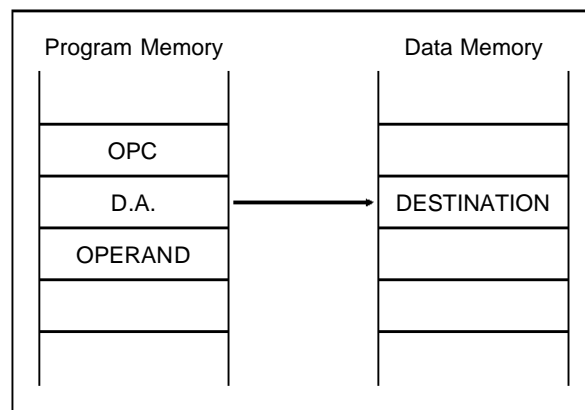 Program Memory Data Memory
OPC
D.A. DESTINATION
OPERAND